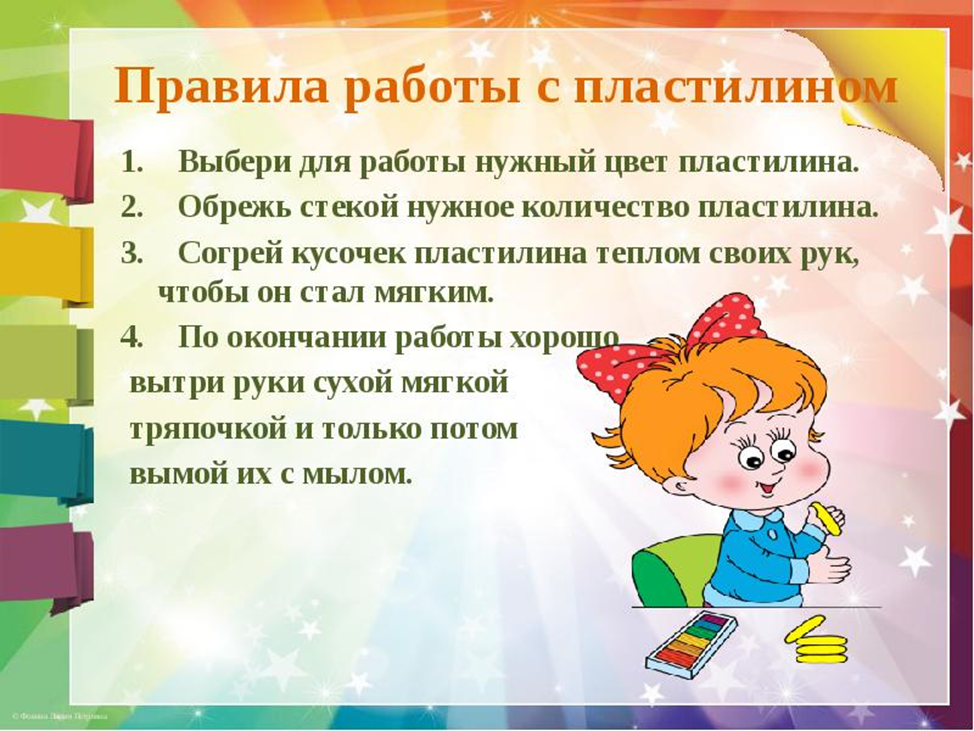 Правила работы с пластилином
1. Выбери для работы нужный цвет пластилина.
2. Обрежь стекой нужное количество пластилина.
3. Согрей кусочек пластилина теплом своих рук,
чтобы он стал мягким.
4. По окончании работы хорошо
вытри руки сухой мягкой
тряпочкой и только потом
вымой их с мылом.